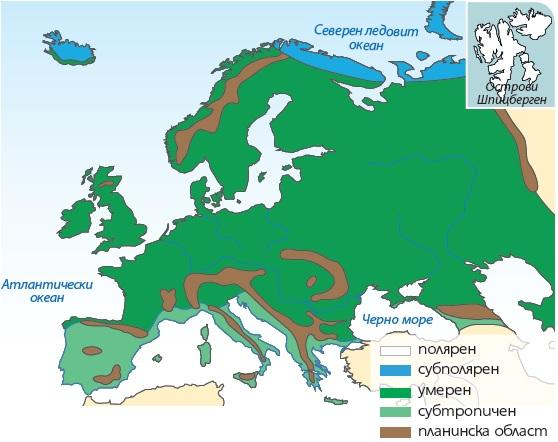 Северен ледовит
океан
Острови
Шпицберген
Атлантически
океан
Черно море
полярен
субполярен
умерен
субтропичен
планинска област